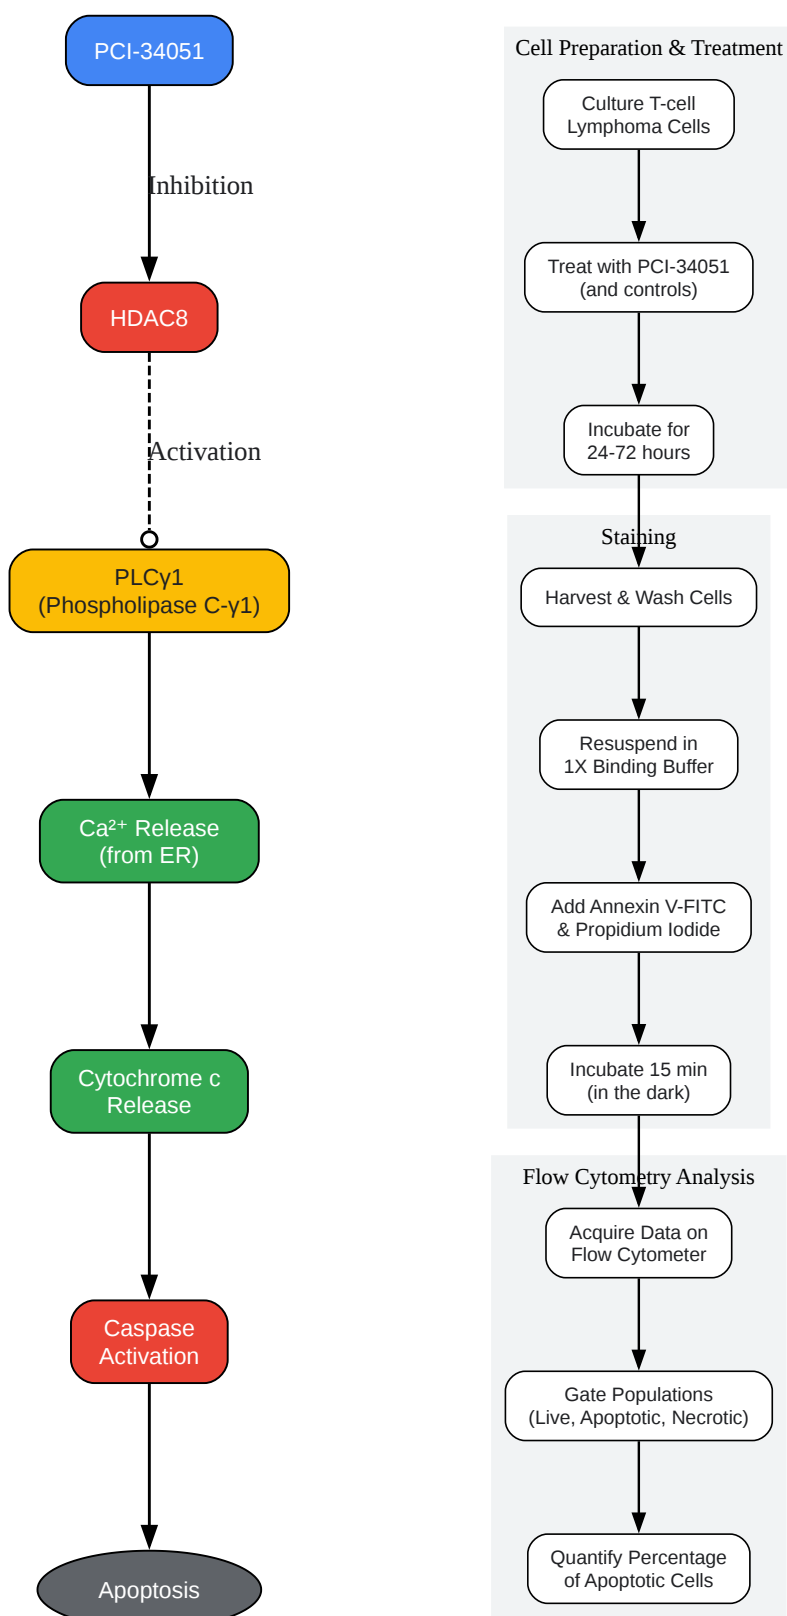 PCI-34051
Inhibition
HDAC8
Activation
PLCγ1
(Phospholipase C-γ1)
Ca²⁺ Release
(from ER)
Cytochrome c
Release
Caspase
Activation
Apoptosis
Cell Preparation & Treatment
Culture T-cell
Lymphoma Cells
Treat with PCI-34051
(and controls)
Incubate for
24-72 hours
Staining
Harvest & Wash Cells
Resuspend in
1X Binding Buffer
Add Annexin V-FITC
& Propidium Iodide
Incubate 15 min
(in the dark)
Flow Cytometry Analysis
Acquire Data on
Flow Cytometer
Gate Populations
(Live, Apoptotic, Necrotic)
Quantify Percentage
of Apoptotic Cells